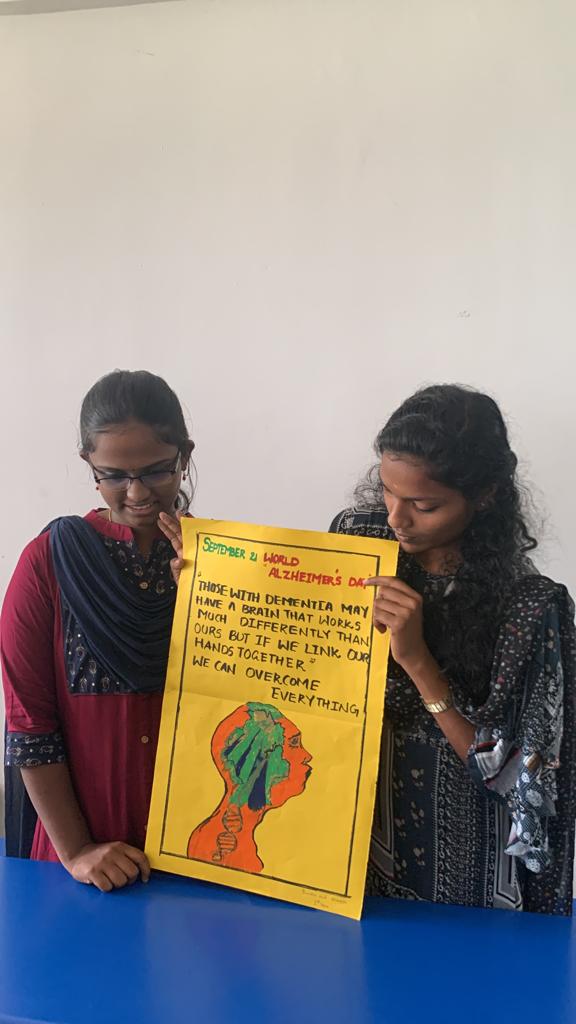 SEPTEMBER 21 WORLD
ALZHEIMER'S DAY
"THOSE WITH DEMENTIA MAY
HAVE A BRAIN THAT WORKS
MUCH DIFFERENTLY THAN
OURS BUT IF WE LINK OUR
HANDS TOGETHER"
WE CAN OVERCOME
EVERYTHING